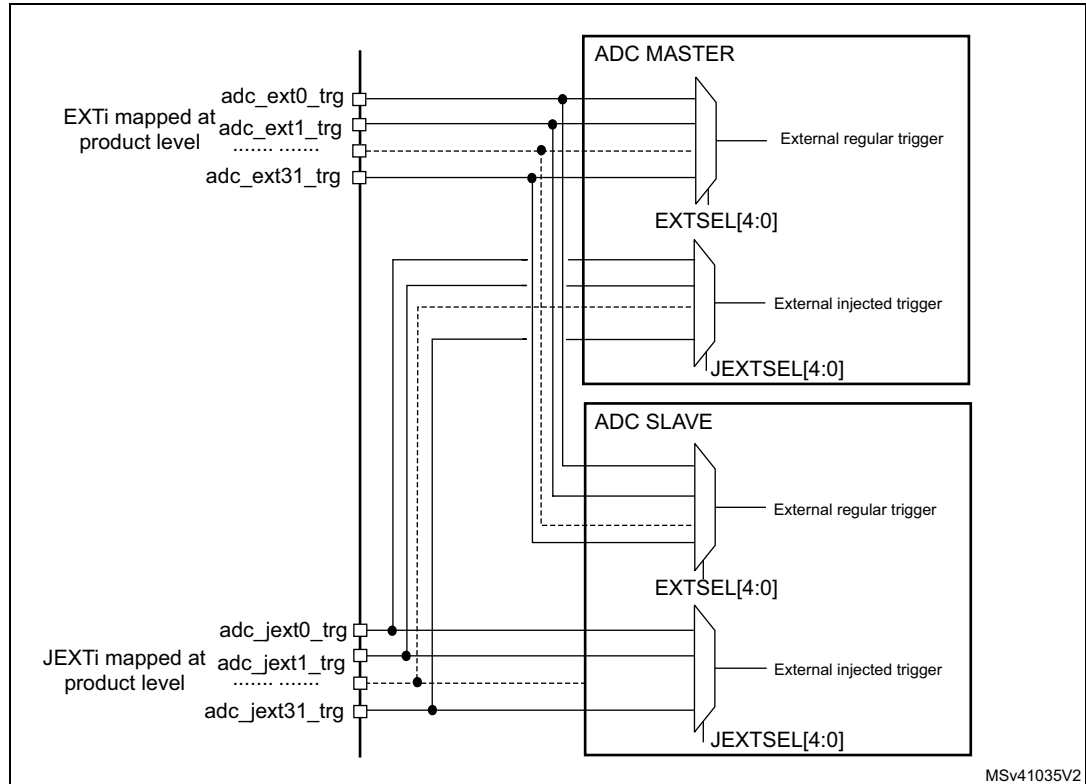 ADC MASTER
adc_ext0_trg
EXTi mapped at
product level
adc_ext1_trg
....... .......
adc_ext31_trg
External regular trigger
EXTSEL[4:0]
External injected trigger
JEXTSEL[4:0]
ADC SLAVE
External regular trigger
EXTSEL[4:0]
adc_jext0_trg
JEXTi mapped at
product level
adc_jext1_trg
....... .......
adc_jext31_trg
External injected trigger
JEXTSEL[4:0]
MSv41035V2